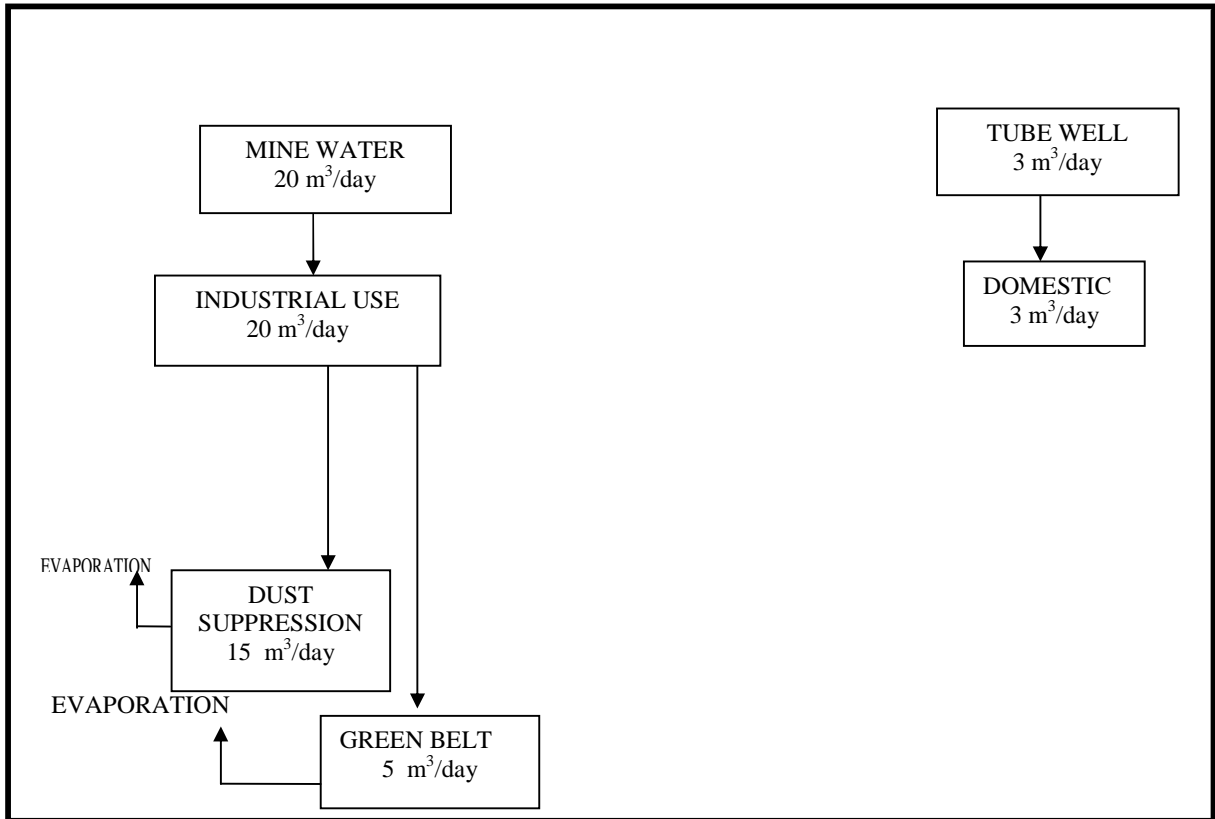 MINE WATER
20 m³/day
TUBE WELL
3 m³/day
INDUSTRIAL USE
20 m³/day
DOMESTIC
3 m³/day
EVAPORATION
DUST
SUPPRESSION
15 m³/day
EVAPORATION
GREEN BELT
5 m³/day